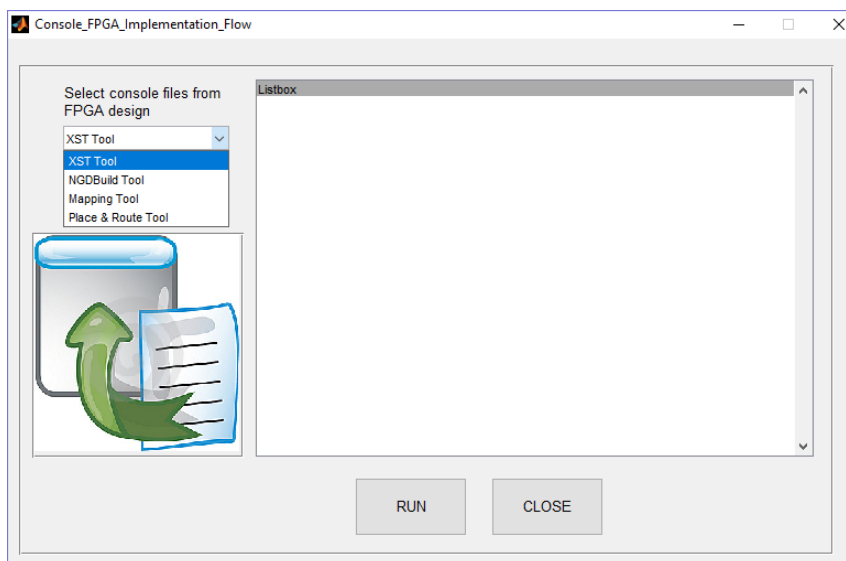 Console_FPGA_Implementation_Flow
Select console files from
FPGA design
XST Tool
XST Tool
NGDBuild Tool
Mapping Tool
Place & Route Tool
Listbox
RUN
CLOSE